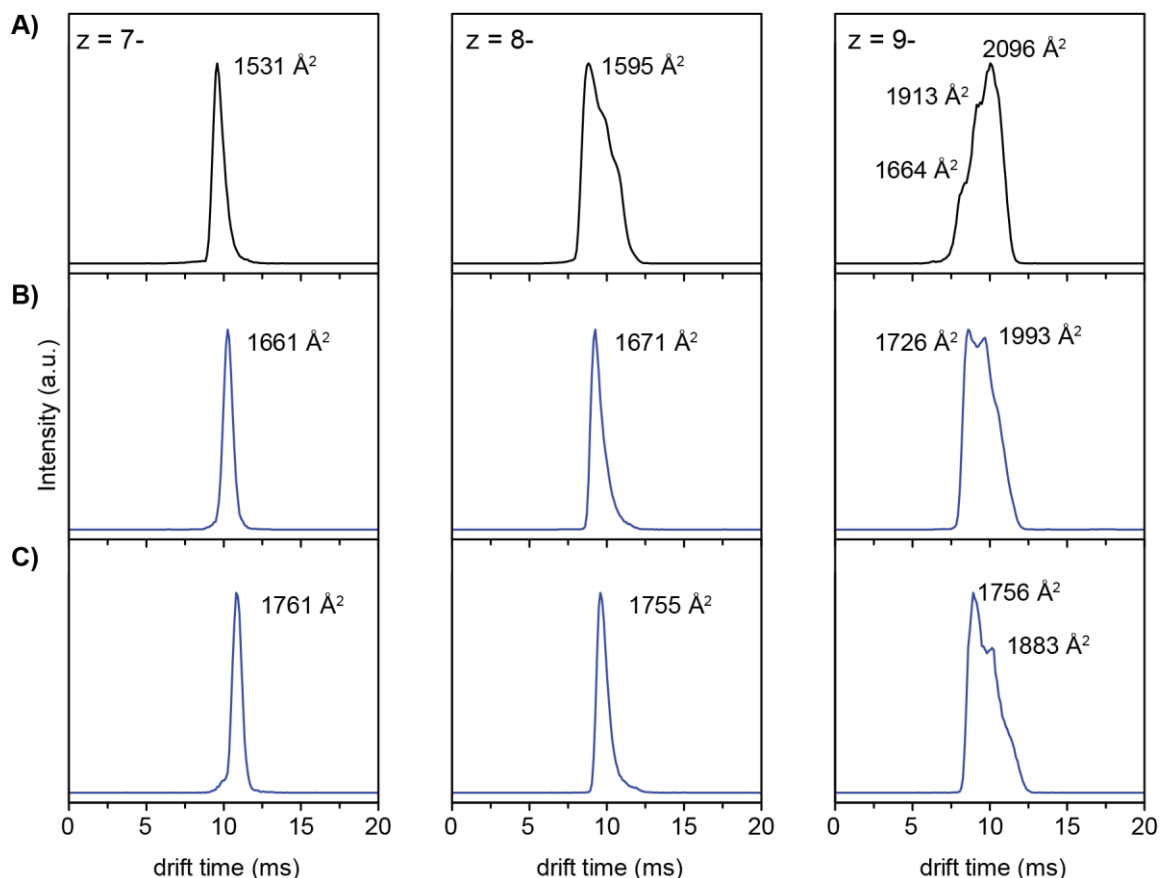 A)
z = 7-
1531 Å²
z = 8-
1595 Å²
z = 9-
2096 Å²
1913 Å²
1664 Å²
B)
1661 Å²
1671 Å²
1726 Å²
1993 Å²
Intensity (a.u.)
C)
1761 Å²
1755 Å²
1756 Å²
1883 Å²
0 5 10 15 20
0 5 10 15 20
0 5 10 15 20
drift time (ms)
drift time (ms)
drift time (ms)